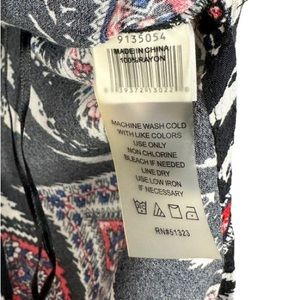 9135054
MADE IN CHINA
100%RAYON
MACHINE WASH COLD
WITH LIKE COLORS
USE ONLY
NON CHLORINE
BLEACH IF NEEDED
LINE DRY
USE LOW IRON
IF NECESSARY
RN#51323